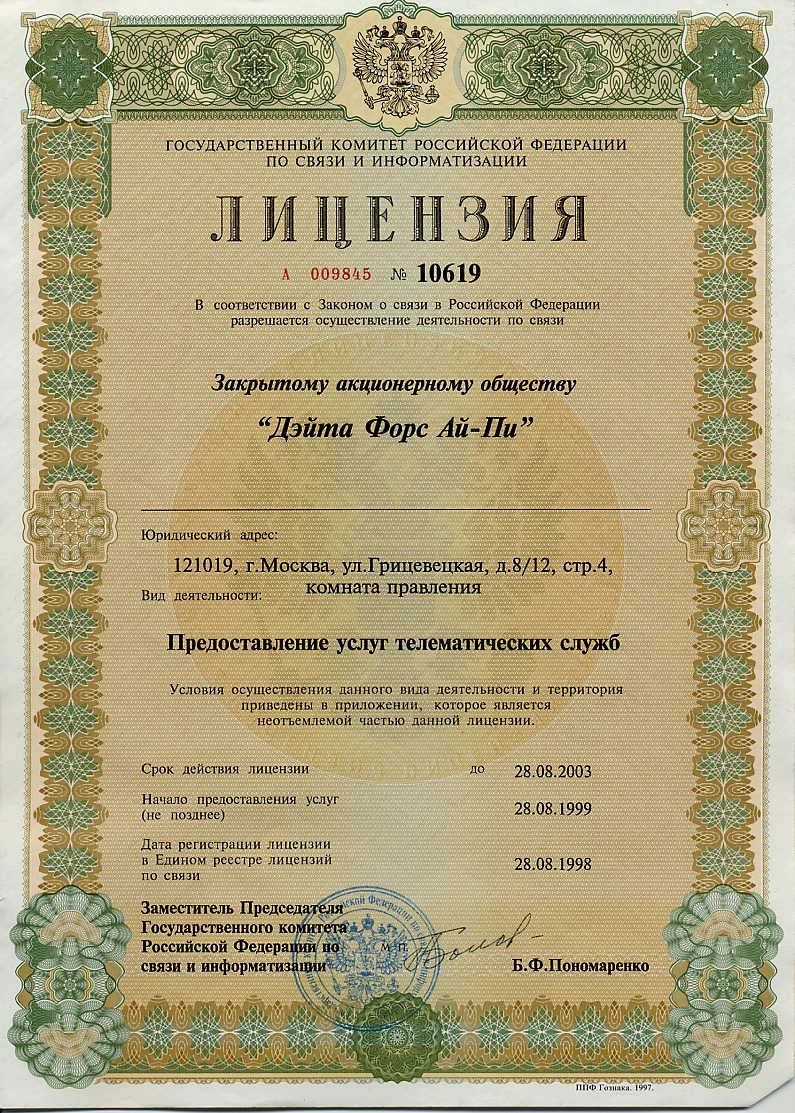 ГОСУДАРСТВЕННЫЙ КОМИТЕТ РОССИЙСКОЙ ФЕДЕРАЦИИ
ПО СВЯЗИ И ИНФОРМАТИЗАЦИИ
ЛИЦЕНЗИЯ
А 009845 № 10619
В соответствии с Законом о связи в Российской Федерации
разрешается осуществление деятельности по связи
Закрытому акционерному обществу
“Дэйта Форс Ай-Пи”
Юридический адрес:
121019, г.Москва, ул.Грицевецкая, д.8/12, стр.4,
комната правления
Вид деятельности:
Предоставление услуг телематических служб
Условия осуществления данного вида деятельности и территория
приведены в приложении, которое является
неотъемлемой частью данной лицензии.
Срок действия лицензии до 28.08.2003
Начало предоставления услуг
(не позднее) 28.08.1999
Дата регистрации лицензии
в Едином реестре лицензий
по связи 28.08.1998
Заместитель Председателя
Государственного комитета
Российской Федерации по
связи и информатизации
М.П.
Б.Ф.Пономаренко
ППФ Гознака. 1997.